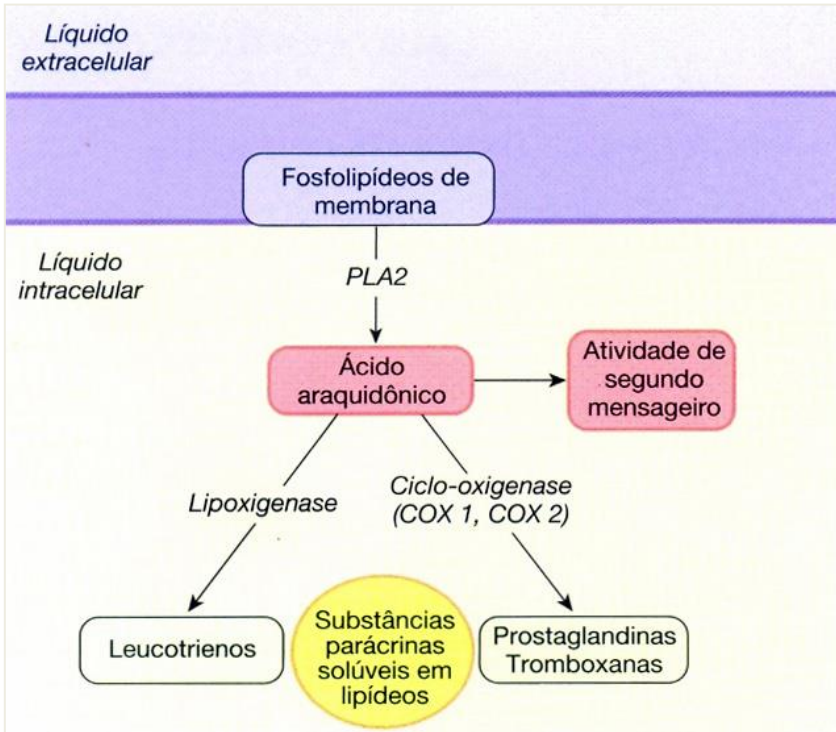 Líquido
extracelular
Fosfolipídeos de
membrana
Líquido
intracelular
PLA2
Ácido
araquidônico
Atividade de
segundo
mensageiro
Lipoxigenase
Ciclo-oxigenase
(COX 1, COX 2)
Leucotrienos
Substâncias
parácrinas
solúveis em
lipídeos
Prostaglandinas
Tromboxanas